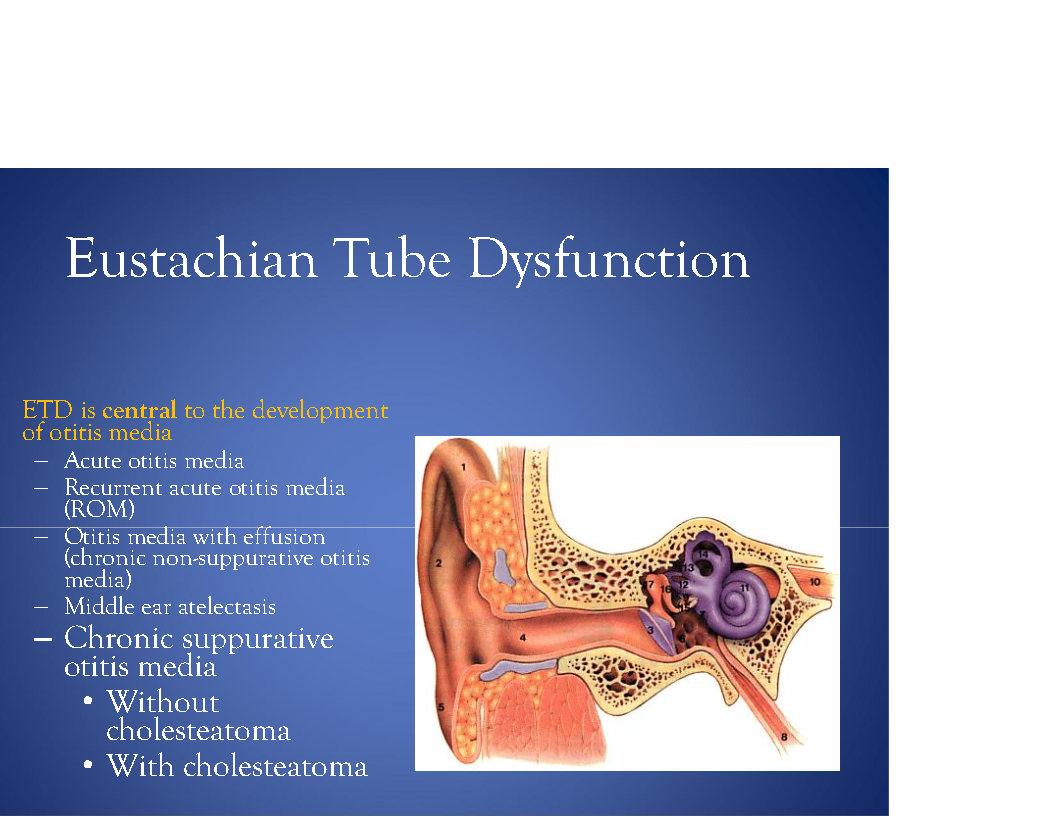 Eustachian Tube Dysfunction
ETD is central to the development
of otitis media
– Acute otitis media
– Recurrent acute otitis media
(ROM)
– Otitis media with effusion
(chronic non-suppurative otitis
media)
– Middle ear atelectasis
– Chronic suppurative
otitis media
• Without
cholesteatoma
• With cholesteatoma
1
2
3
4
5
6
8
10
11
12
13
14
16
17